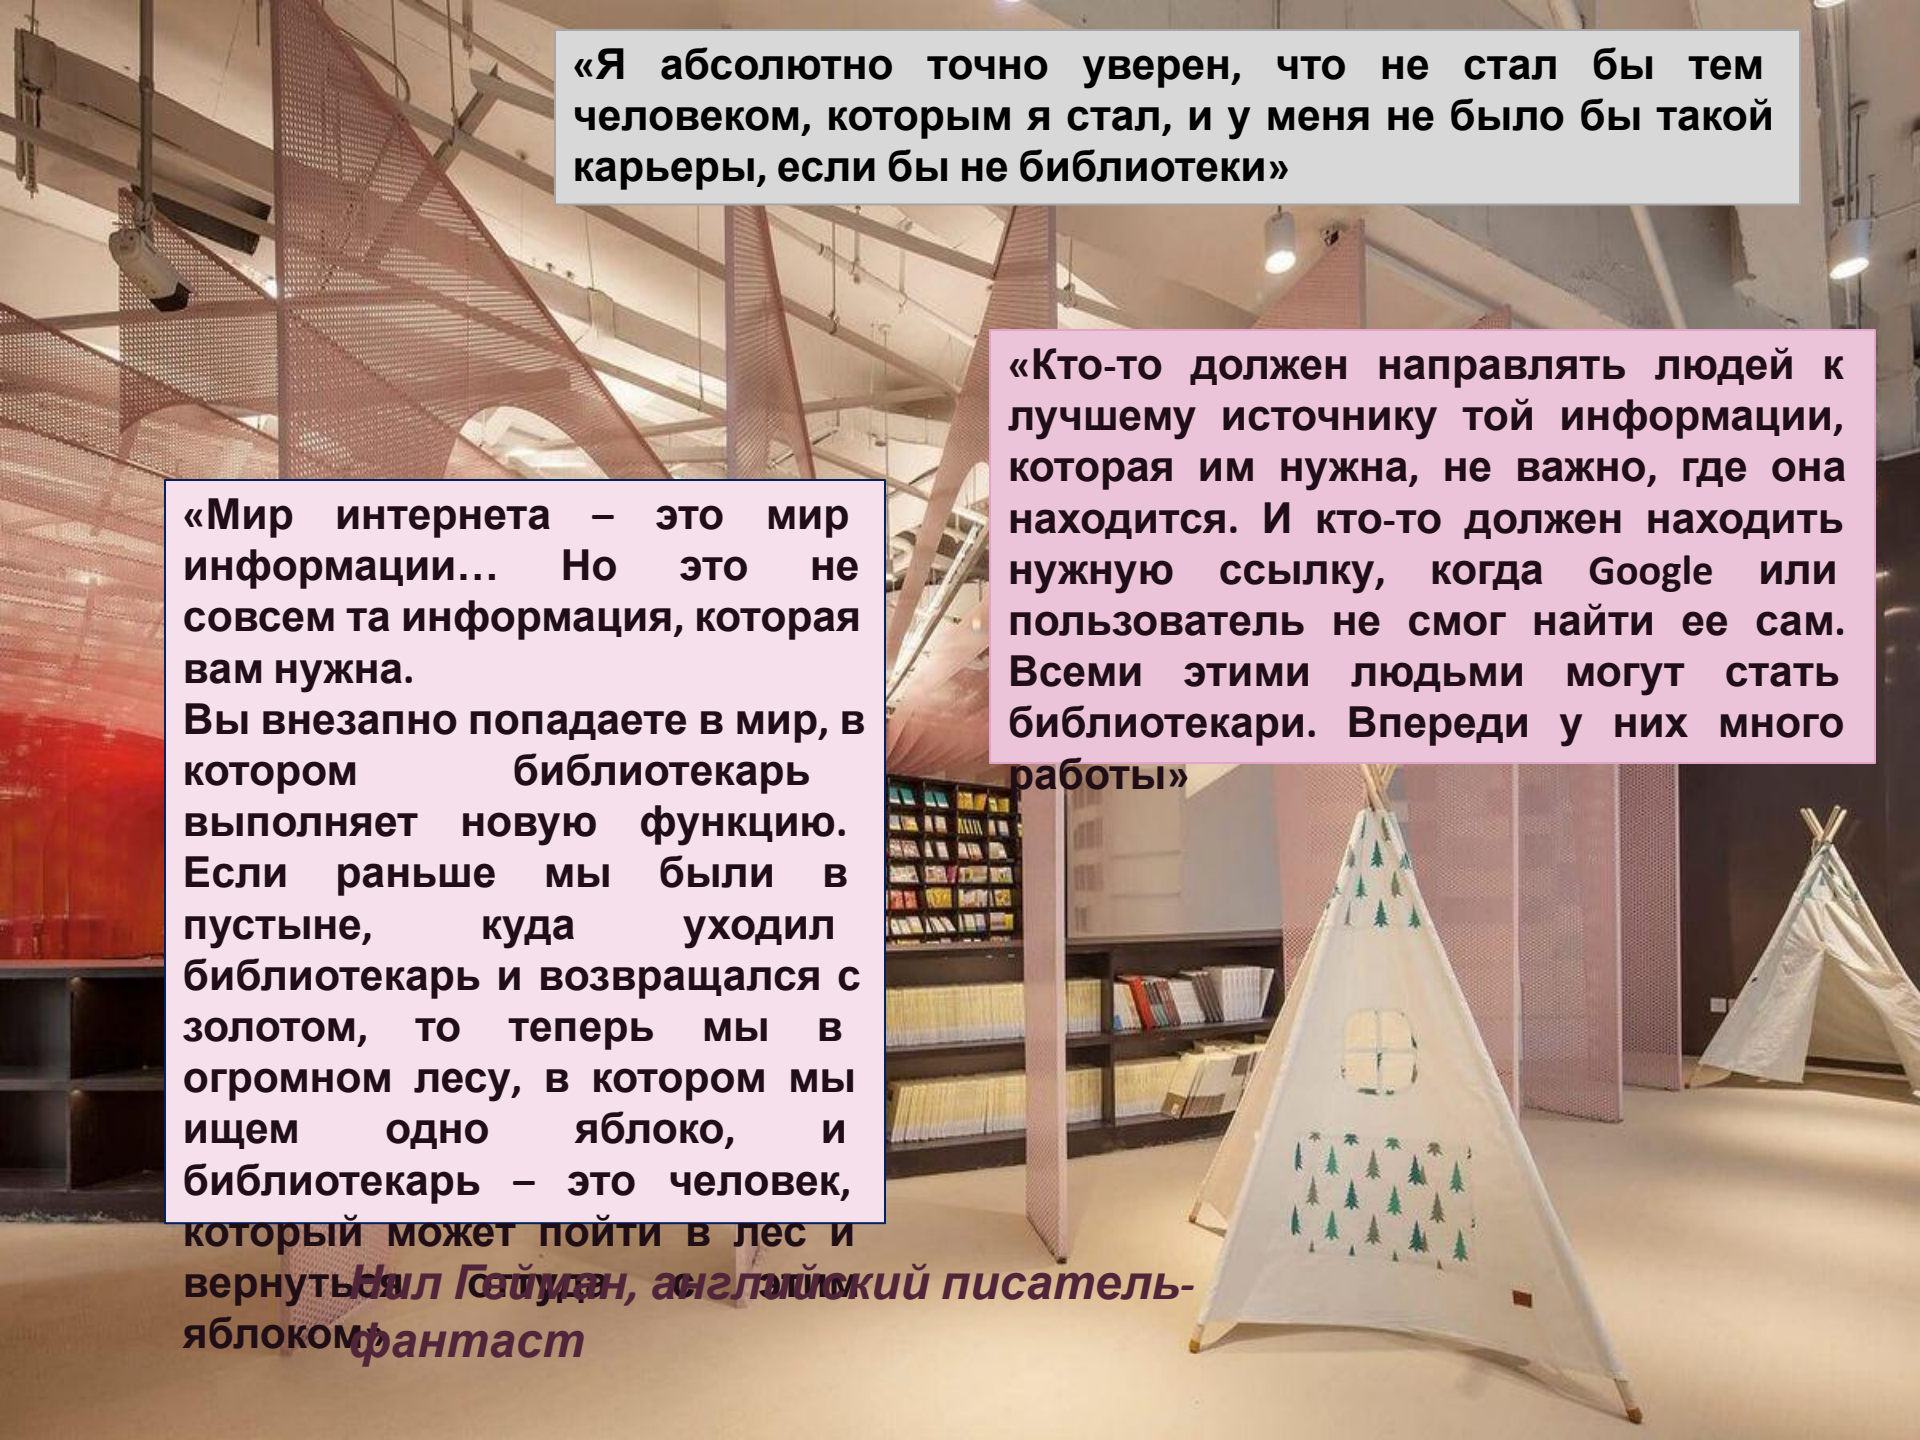 «Я абсолютно точно уверен, что не стал бы тем
человеком, которым я стал, и у меня не было бы такой
карьеры, если бы не библиотеки»
«Кто-то должен направлять людей к
лучшему источнику той информации,
которая им нужна, не важно, где она
находится. И кто-то должен находить
нужную ссылку, когда Google или
пользователь не смог найти ее сам.
Всеми этими людьми могут стать
библиотекари. Впереди у них много
работы»
«Мир интернета – это мир
информации… Но это не
совсем та информация, которая
вам нужна.
Вы внезапно попадаете в мир, в
котором библиотекарь
выполняет новую функцию.
Если раньше мы были в
пустыне, куда уходил
библиотекарь и возвращался с
золотом, то теперь мы в
огромном лесу, в котором мы
ищем одно яблоко, и
библиотекарь – это человек,
который может пойти в лес и
вернуться оттуда с этим
яблоком»
Нил Гейман, английский писатель-
фантаст